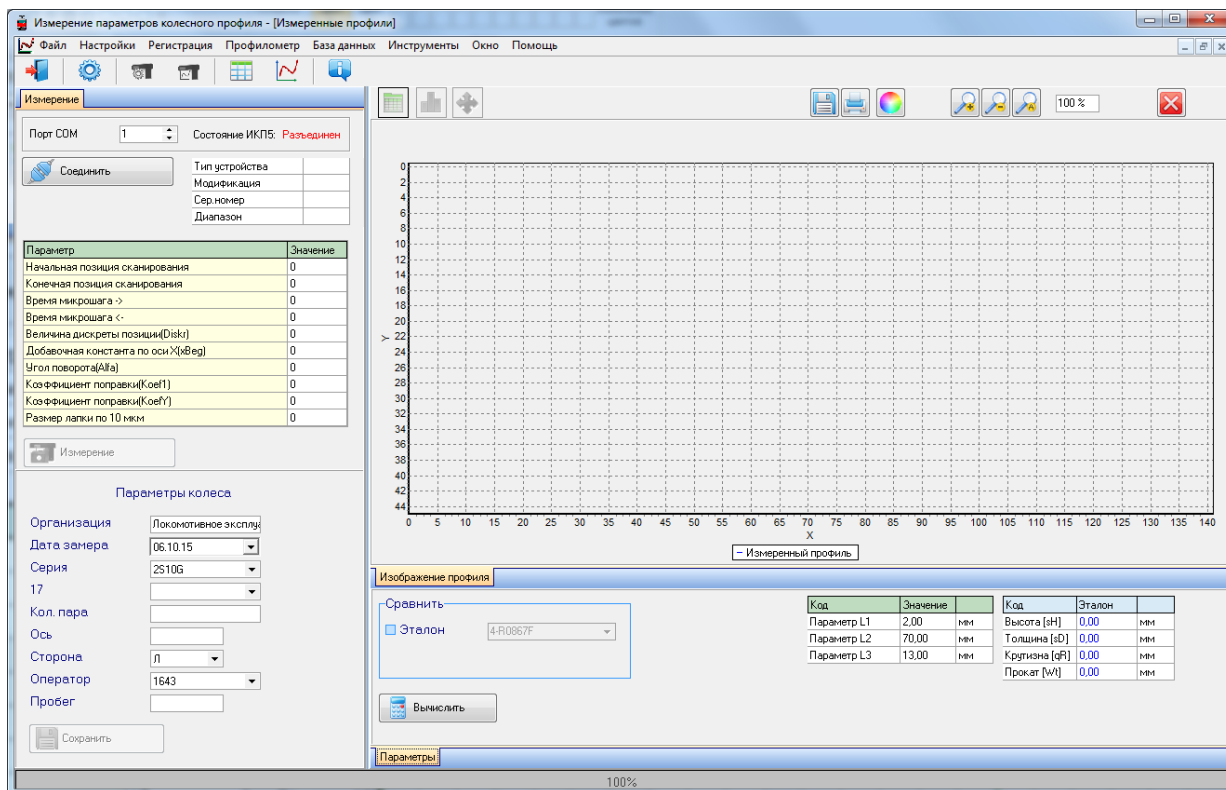 Измерение параметров колесного профиля - [Измеренные профили]
Файл Настройки Регистрация Профилометр База данных Инструменты Окно Помощь
Измерение
100 %
Порт COM 1 Состояние ИКП5: Разъединен
Соединить
Тип устройства
Модификация
Сер.номер
Диапазон
Параметр Значение
Начальная позиция сканирования 0
Конечная позиция сканирования 0
Время микрошага -> 0
Время микрошага <- 0
Величина дискреты позиции(Diskr) 0
Добавочная константа по оси X(xBeg) 0
Угол поворота(Alfa) 0
Коэффициент поправки(Koef1) 0
Коэффициент поправки(KoefY) 0
Размер лапки по 10 мкм 0
Измерение
Параметры колеса
Организация Локомотивное эксплу
Дата замера 06.10.15
Серия 2S10G
17
Кол. пара
Ось
Сторона Л
Оператор 1643
Пробег
Сохранить
0
2
4
6
8
10
12
14
16
18
20
22
24
26
28
30
32
34
36
38
40
42
44
Y
0 5 10 15 20 25 30 35 40 45 50 55 60 65 70 75 80 85 90 95 100 105 110 115 120 125 130 135 140
X
Измеренный профиль
Изображение профиля
Сравнить
Эталон 4-R0867F
Вычислить
Код Значение
Параметр L1 2,00 мм
Параметр L2 70,00 мм
Параметр L3 13,00 мм
Код Эталон
Высота [sH] 0,00 мм
Толщина [sD] 0,00 мм
Крутизна [qR] 0,00 мм
Прокат [Wt] 0,00 мм
Параметры
100%